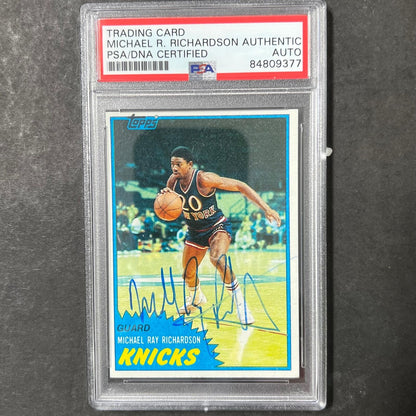 TRADING CARD
MICHAEL R. RICHARDSON AUTHENTIC
PSA/DNA CERTIFIED AUTO
PSA 84809377
Topps
20
NEW YORK
GUARD
MICHAEL RAY RICHARDSON
KNICKS